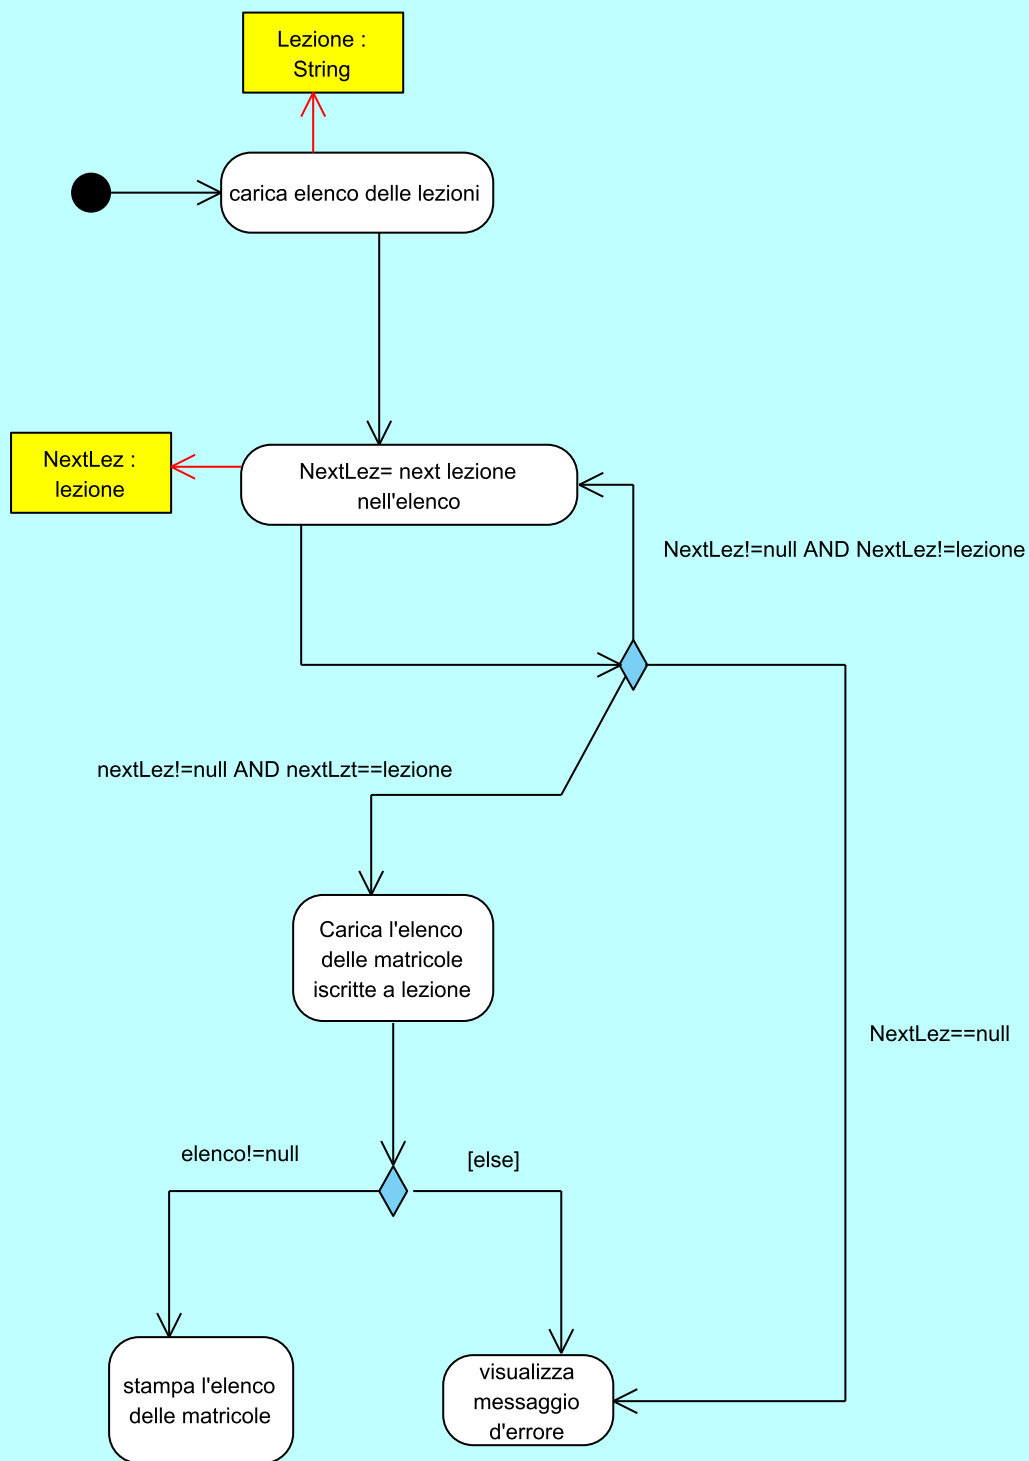 Lezione :
String
carica elenco delle lezioni
NextLez :
lezione
NextLez= next lezione
nell'elenco
NextLez!=null AND NextLez!=lezione
nextLez!=null AND nextLzt==lezione
Carica l'elenco
delle matricole
iscritte a lezione
NextLez==null
elenco!=null
[else]
stampa l'elenco
delle matricole
visualizza
messaggio
d'errore